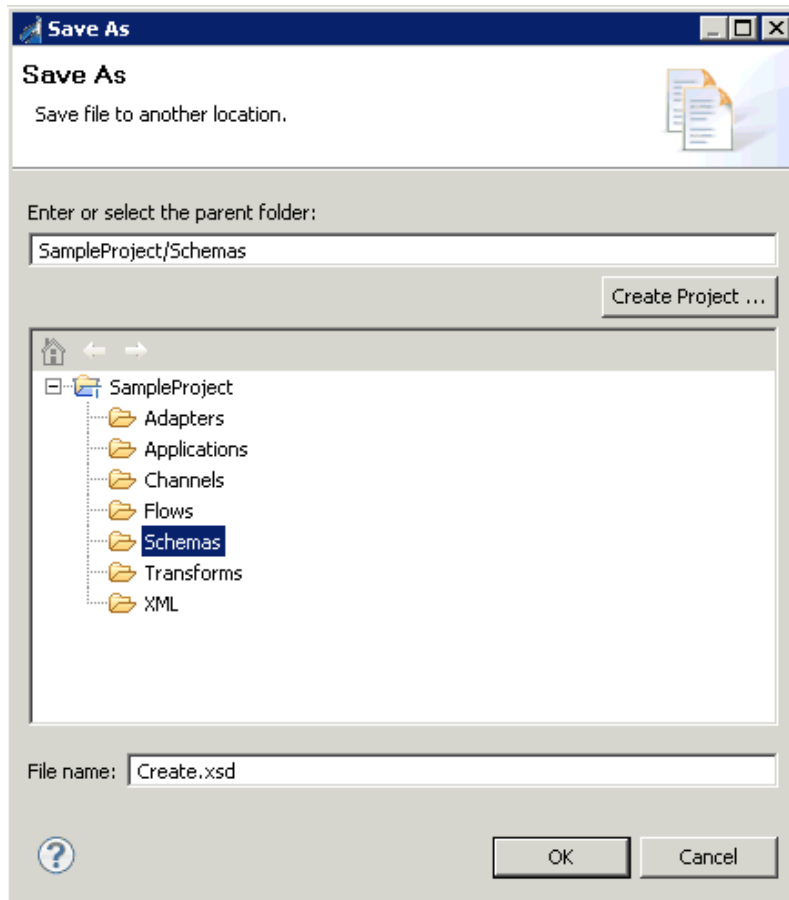 Save As
Save As
Save file to another location.
Enter or select the parent folder:
SampleProject/Schemas
Create Project ...
SampleProject
Adapters
Applications
Channels
Flows
Schemas
Transforms
XML
File name: Create.xsd
? OK Cancel